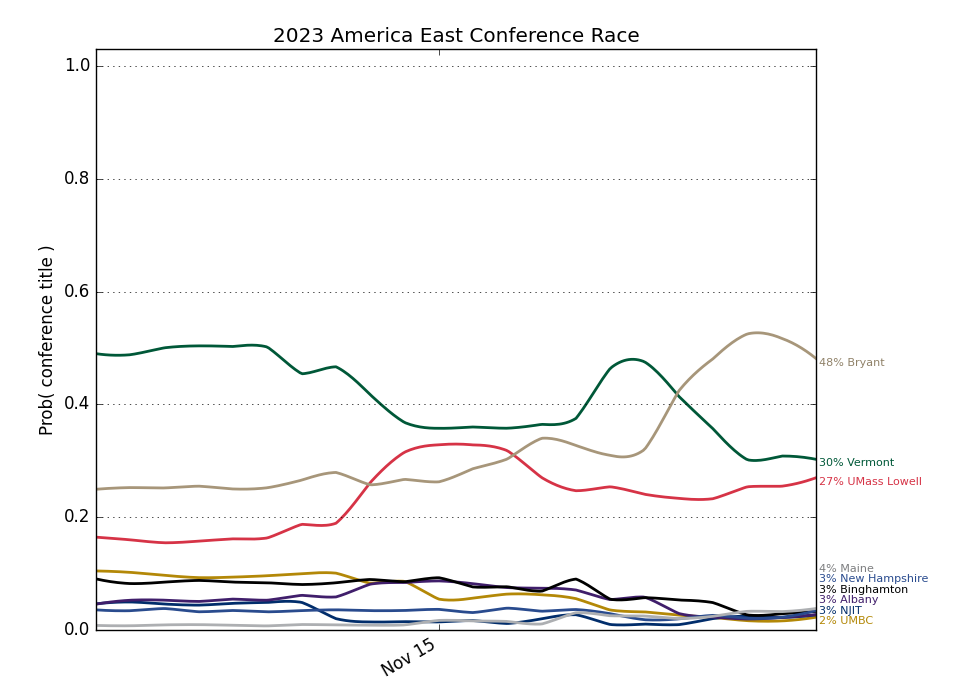 2023 America East Conference Race
1.0
0.8
0.6
0.4
0.2
0.0
Prob( conference title )
Nov 15
48% Bryant
30% Vermont
27% UMass Lowell
4% Maine
3% New Hampshire
3% Binghamton
3% Albany
3% NJIT
2% UMBC